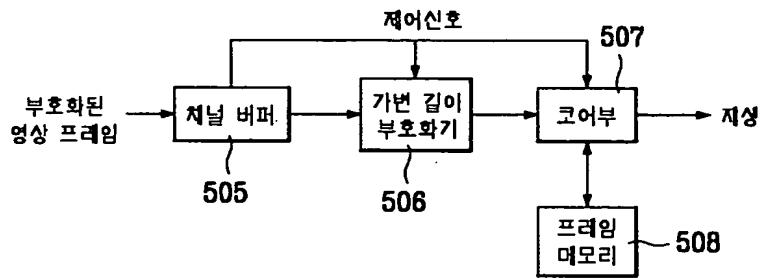 제어신호
507
부호화된
영상 프레임
채널 버퍼
가변 길이
부호화기
코어부
재생
505
506
프레임
메모리
508